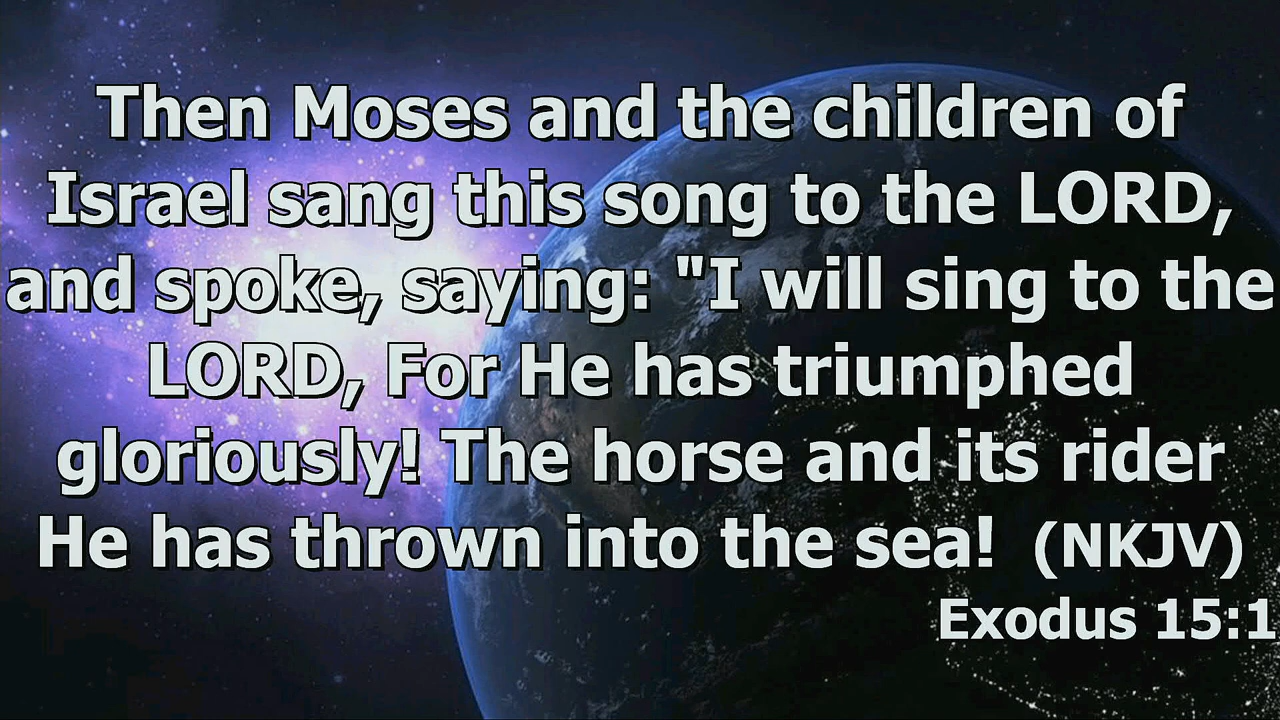 Then Moses and the children of
Israel sang this song to the LORD,
and spoke, saying: "I will sing to the
LORD, For He has triumphed
gloriously! The horse and its rider
He has thrown into the sea! (NKJV)
Exodus 15:1